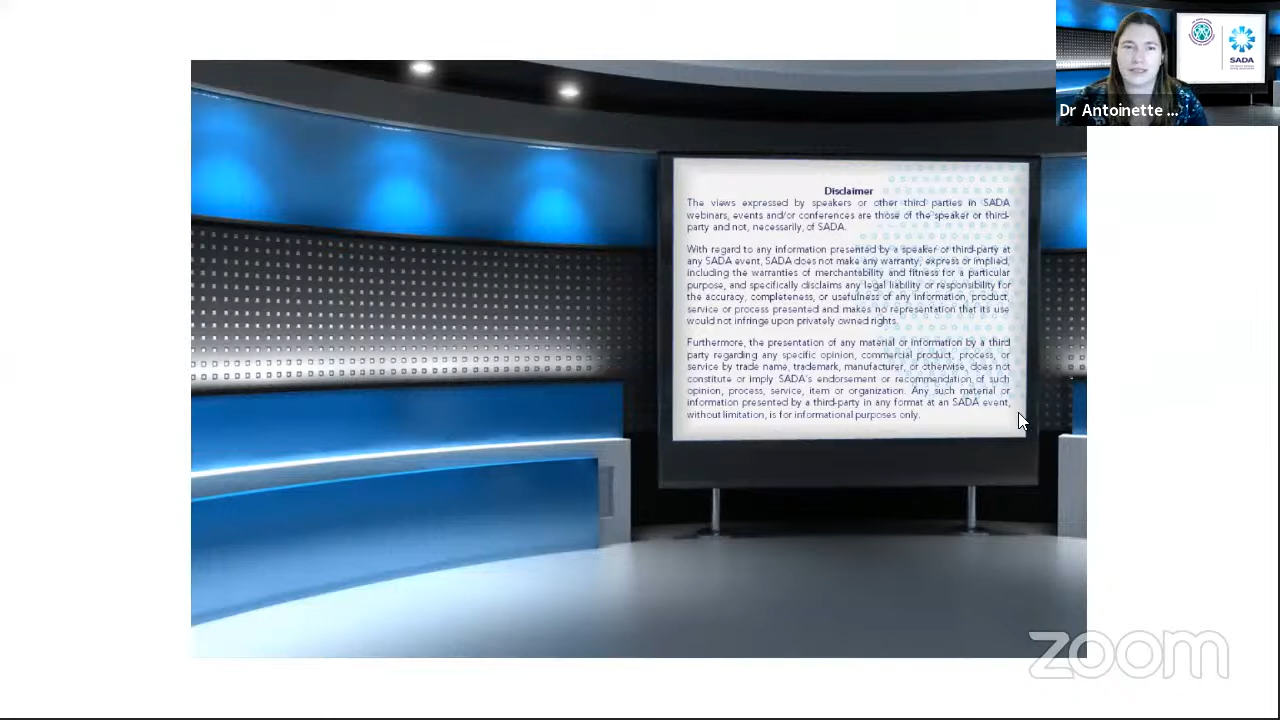 SADA
Dr Antoinette ...
Disclaimer
The views expressed by speakers or other third parties in SADA
webinars, events and/or conferences are those of the speaker or third-
party and not, necessarily, of SADA.
With regard to any information presented by a speaker or third-party at
any SADA event, SADA does not make any warranty, express or implied,
including the warranties of merchantability and fitness for a particular
purpose, and specifically disclaims any legal liability or responsibility for
the accuracy, completeness, or usefulness of any information, product,
service or process presented and makes no representation that its use
would not infringe upon privately owned rights.
Furthermore, the presentation of any material or information by a third
party regarding any specific opinion, commercial product, process, or
service by trade name, trademark, manufacturer, or otherwise, does not
constitute or imply SADA's endorsement or recommendation of such
opinion, process, service, item or organization. Any such material or
information presented by a third-party in any format at an SADA event,
without limitation, is for informational purposes only.
zoom